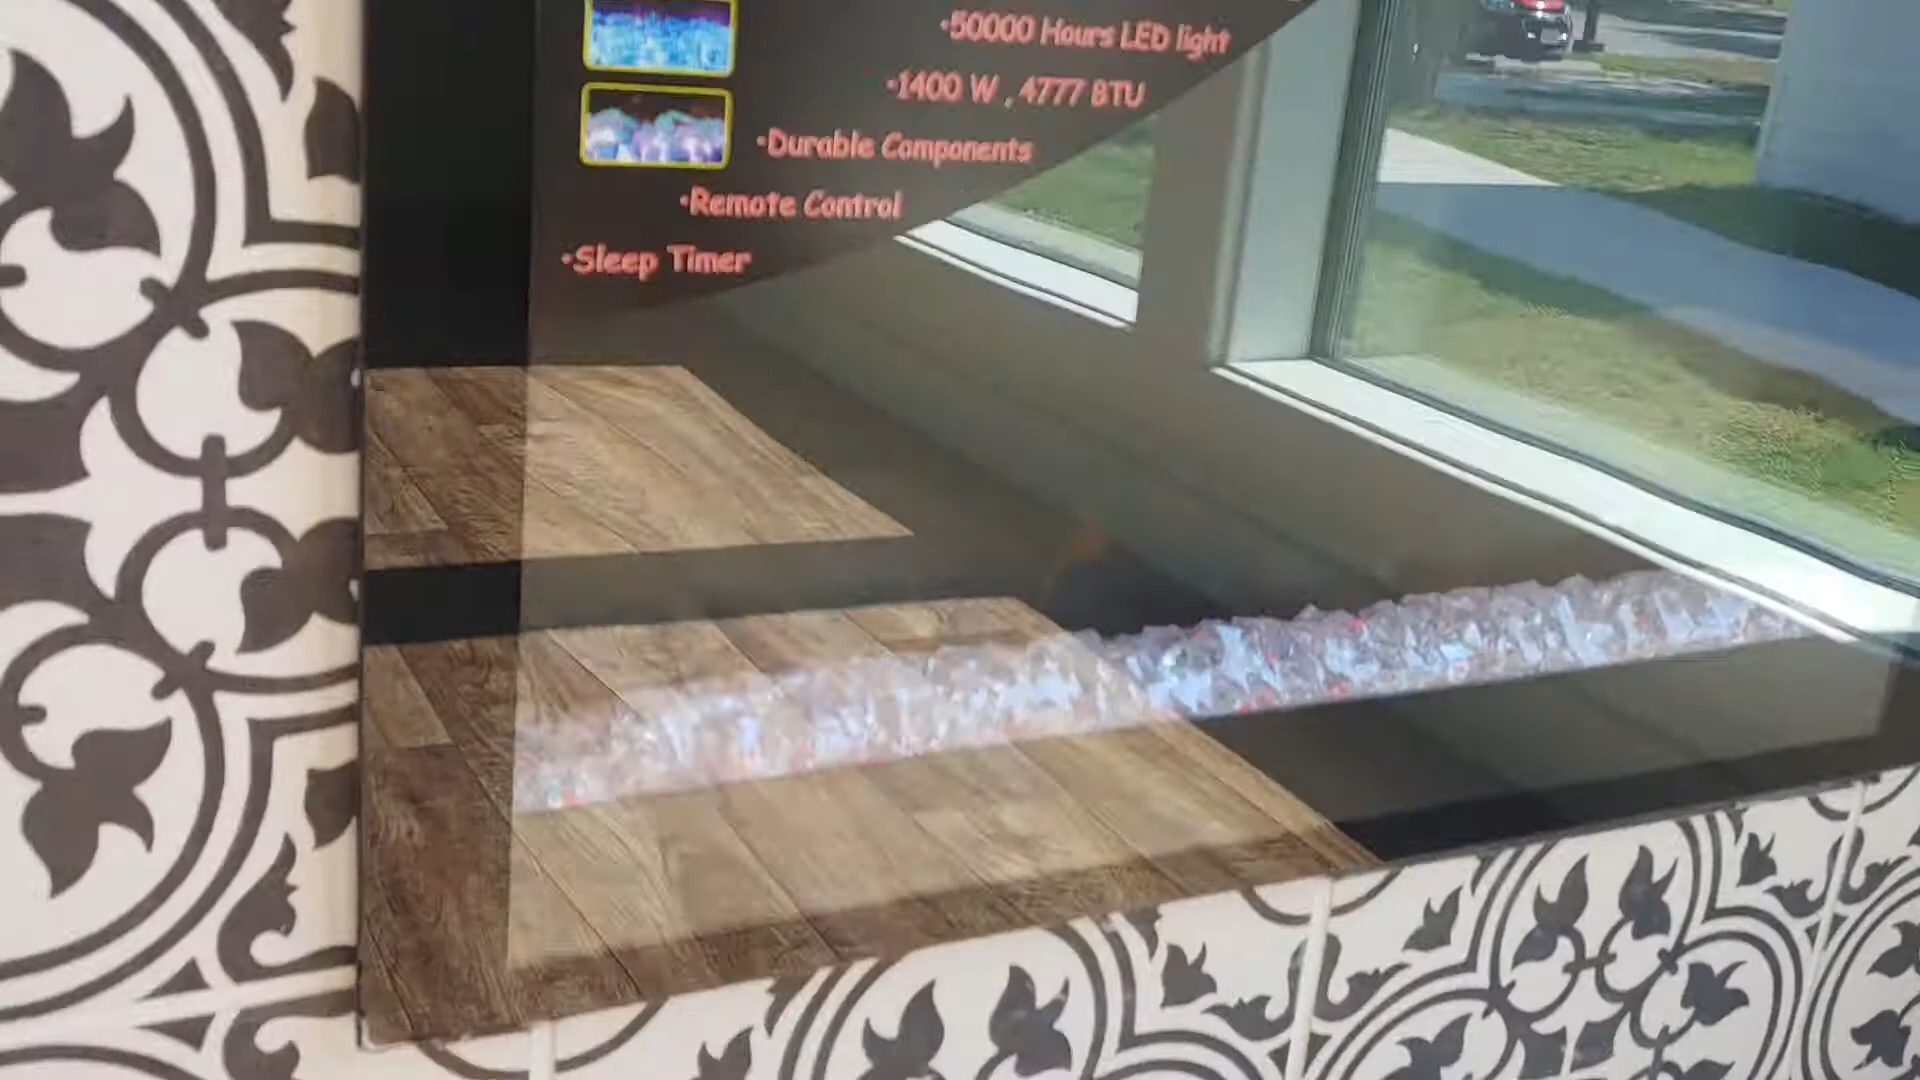 •50000 Hours LED light
•1400 W , 4777 BTU
•Durable Components
•Remote Control
•Sleep Timer